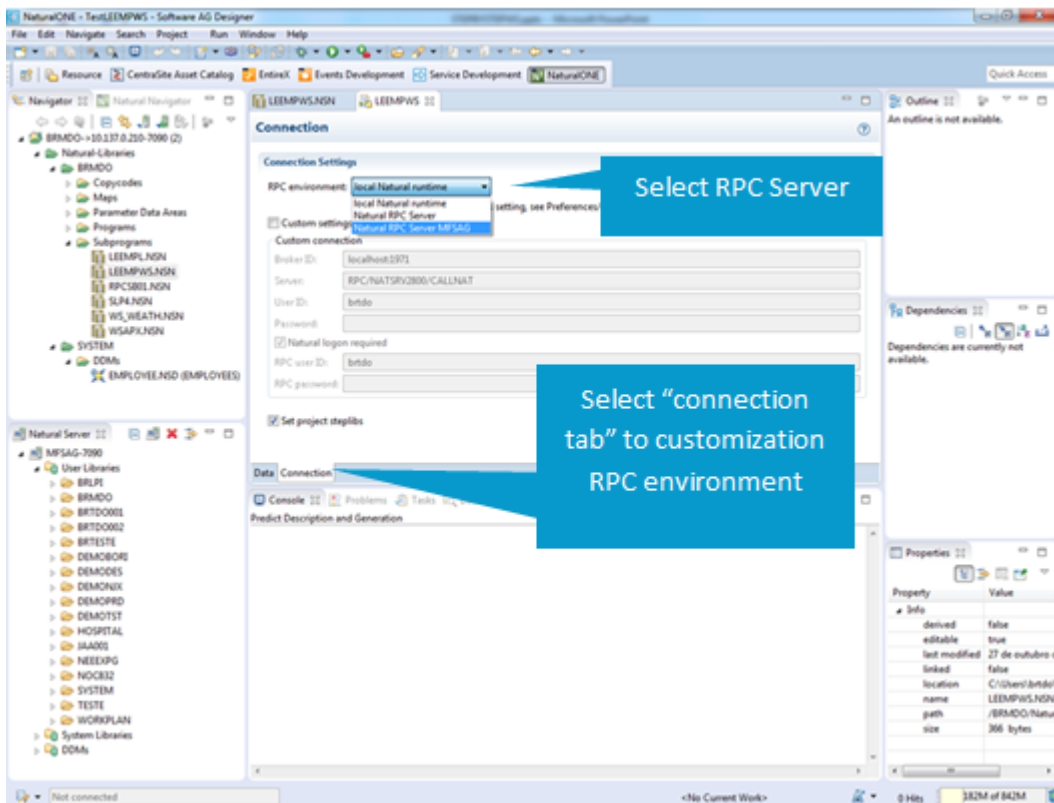 NaturalONE - TestLEEMPWS - Software AG Designer
File Edit Navigate Search Project Run Window Help
Resource CentraSite Asset Catalog EntireX Events Development Service Development NaturalONE
Quick Access
Navigator Natural Navigator
BRMDO->10.137.0.210-7090 (2)
Natural-Libraries
BRMDO
Copycodes
Maps
Parameter Data Areas
Programs
Subprograms
LEEMPL.NSN
LEEMPWS.NSN
RPCSB01.NSN
SLP4.NSN
WS_WEATH.NSN
WSAPX.NSN
SYSTEM
DDMs
EMPLOYEE.NSD (EMPLOYEES)
Natural Server
MFSAG-7090
User Libraries
BRLPI
BRMDO
BRTDO001
BRTDO002
BRTESTE
DEMOBORI
DEMODES
DEMONIX
DEMOPRD
DEMOTST
HOSPITAL
JAA001
NEEEXPG
NOC832
SYSTEM
TESTE
WORKPLAN
System Libraries
DDMs
LEEMPWS.NSN LEEMPWS
Connection
Connection Settings
RPC environment: local Natural runtime
local Natural runtime
Natural RPC Server
Natural RPC Server MFSAG
setting, see Preferences/
Custom settings
Custom connection
Broker ID: localhost:1971
Server: RPC/NATSRV2800/CALLNAT
User ID: brtdo
Password:
Natural logon required
RPC user ID: brtdo
RPC password:
Set project steplibs
Data Connection
Select RPC Server
Select “connection
tab” to customization
RPC environment
Console Problems Tasks
Predict Description and Generation
Outline
An outline is not available.
Dependencies
Dependencies are currently not
available.
Properties
Property Value
Info
derived false
editable true
last modified 27 de outubro
linked false
location C:\Users\brtdo\
name LEEMPWS.NSN
path /BRMDO/Natur
size 366 bytes
Not connected
<No Current Work>
0 Hits
182M of 842M